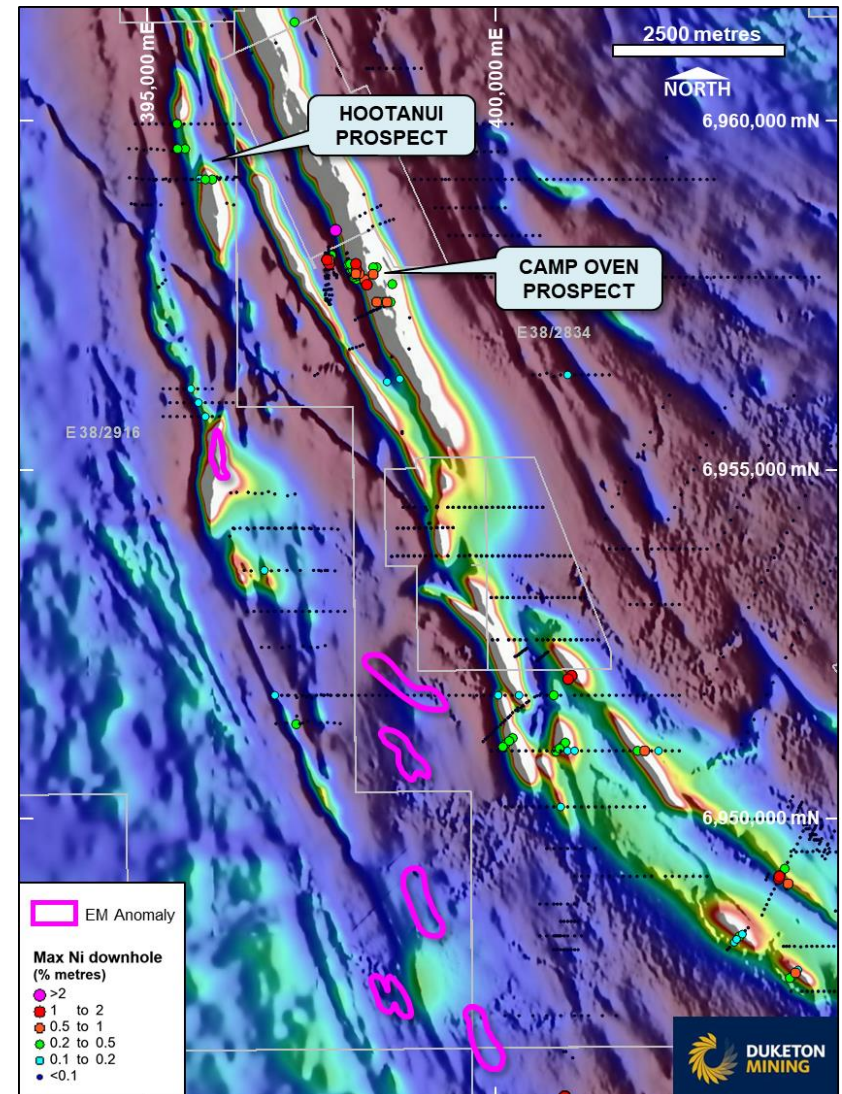 395,000 mE
400,000 mE
2500 metres
NORTH
HOOTANUI
PROSPECT
6,960,000 mN
CAMP OVEN
PROSPECT
E38/2834
E 38/2916
6,955,000 mN
6,950,000 mN
EM Anomaly
Max Ni downhole
(% metres)
>2
1 to 2
0.5 to 1
0.2 to 0.5
0.1 to 0.2
<0.1
DUKETON
MINING